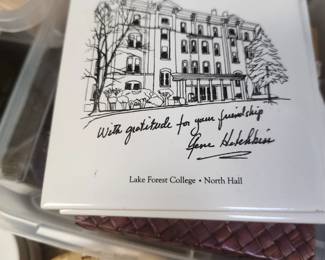 With gratitude for your friendship
Gene Hotchkiss
Lake Forest College • North Hall